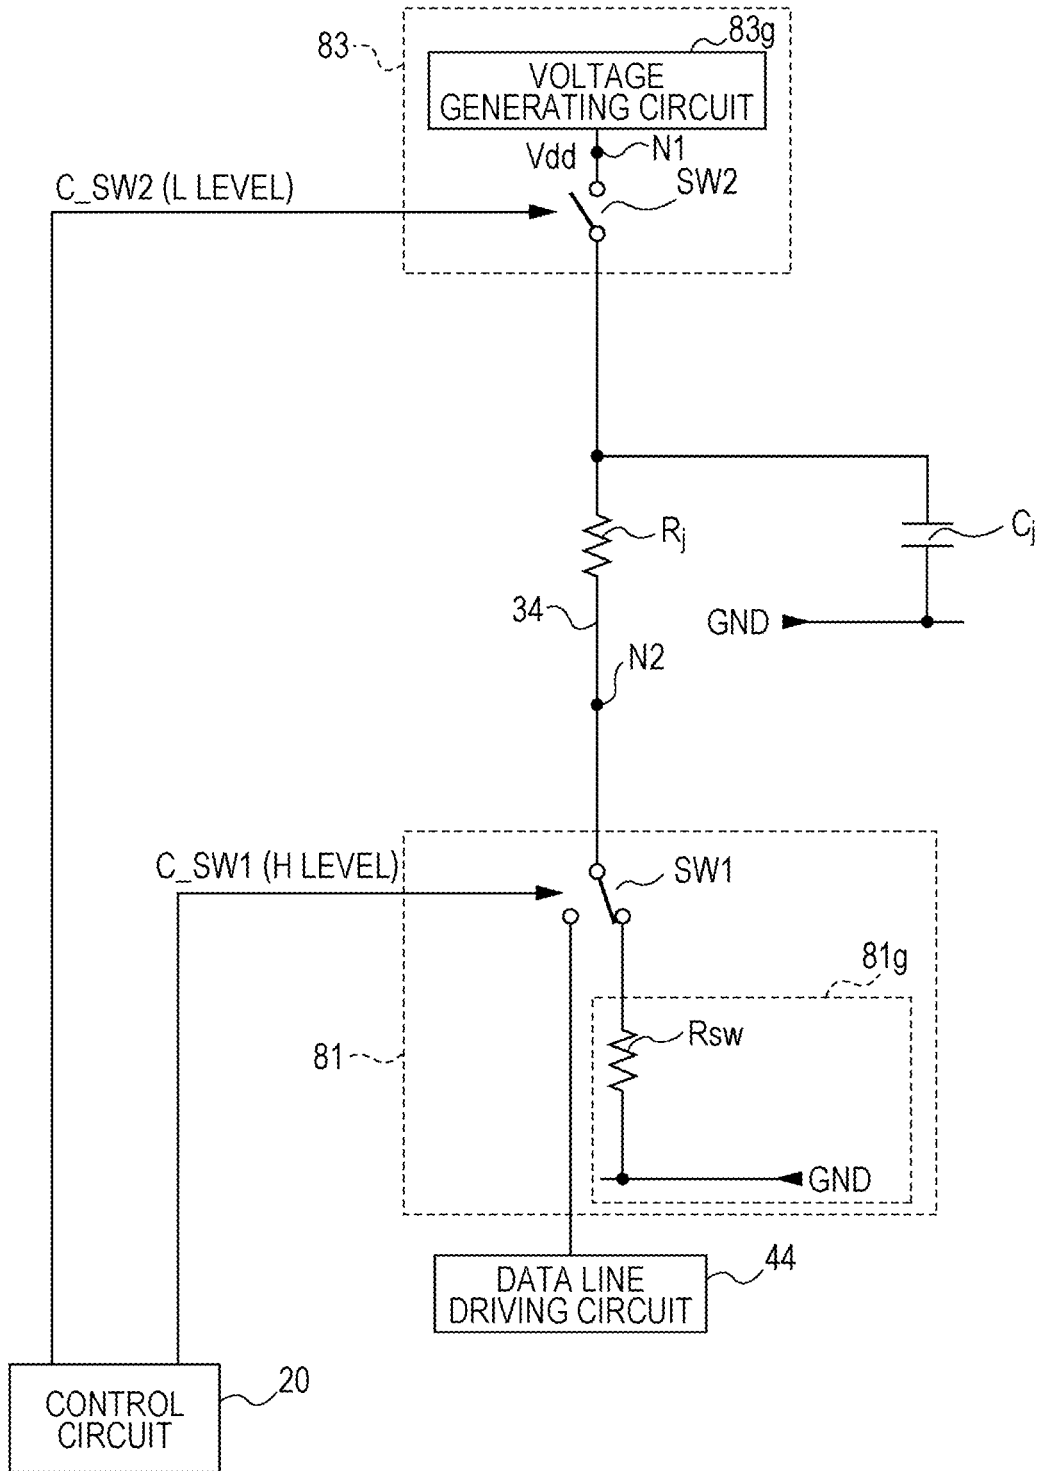 83g
83
VOLTAGE
GENERATING CIRCUIT
Vdd
N1
SW2
C_SW2 (L LEVEL)
Rj
Cj
34
GND
N2
C_SW1 (H LEVEL)
SW1
81g
81
Rsw
GND
44
DATA LINE
DRIVING CIRCUIT
20
CONTROL
CIRCUIT